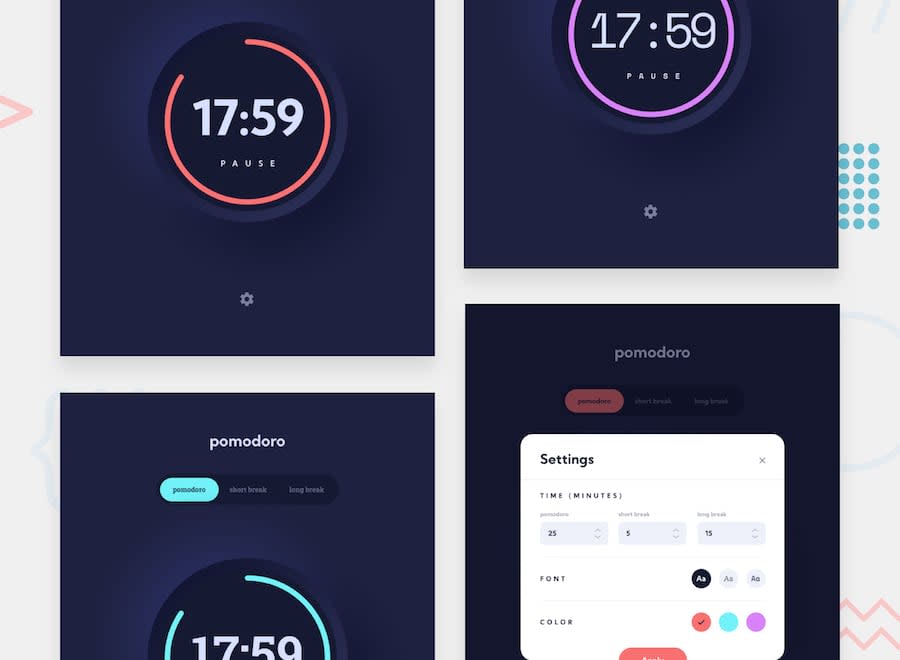 17:59
PAUSE
17:59
PAUSE
pomodoro
pomodoro short break long break
17:59
pomodoro
pomodoro short break long break
Settings
TIME (MINUTES)
pomodoro short break long break
25 5 15
FONT Aa Aa Aa
COLOR
Apply